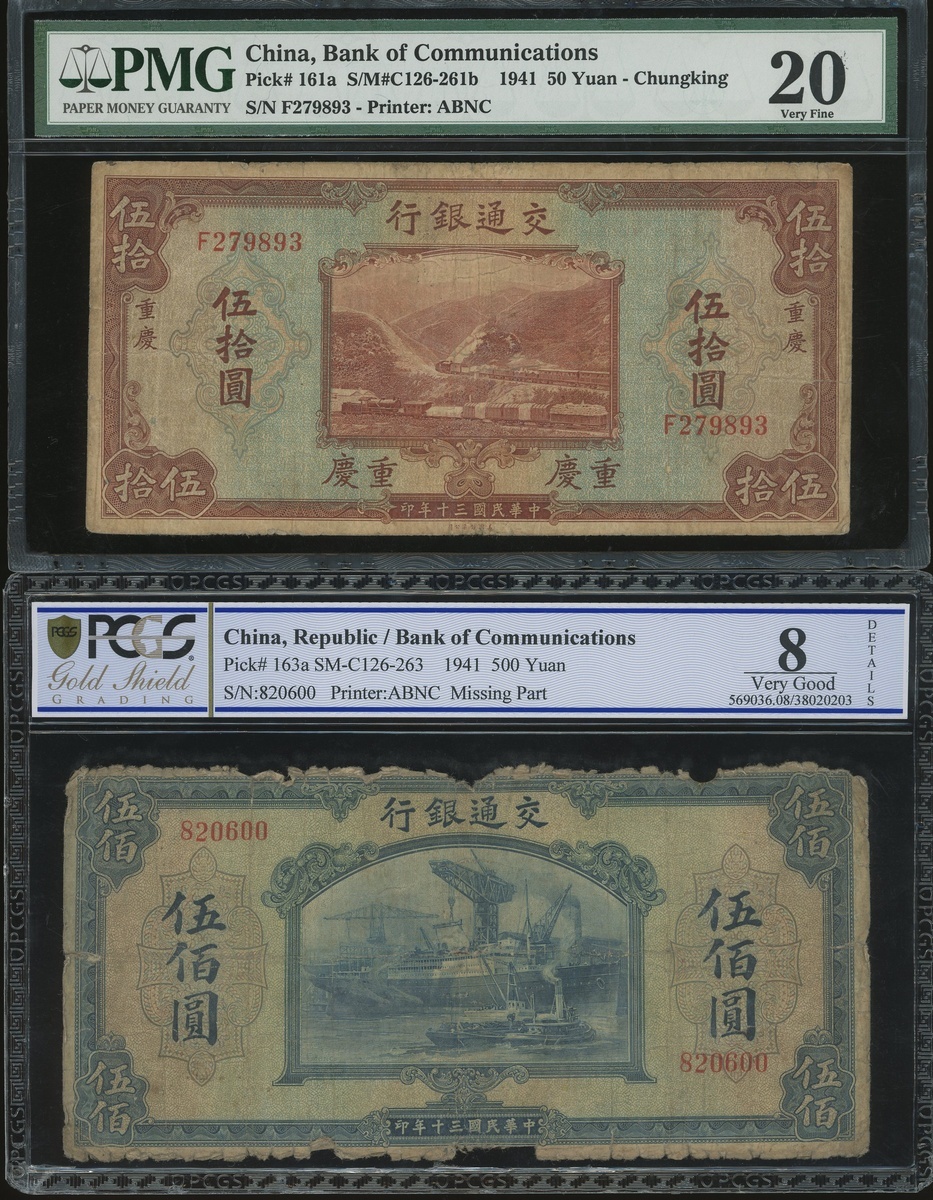 PMG
PAPER MONEY GUARANTY
China, Bank of Communications
Pick# 161a S/M#C126-261b 1941 50 Yuan - Chungking
S/N F279893 - Printer: ABNC
20
Very Fine
伍拾
行銀通交
伍拾
F279893
重慶
伍拾圓
伍拾圓
重慶
F279893
慶重
慶重
拾伍
印年十三國民華中
拾伍
PCGS
PCGS
PCGS
Gold Shield
GRADING
China, Republic / Bank of Communications
Pick# 163a SM-C126-263 1941 500 Yuan
S/N:820600 Printer:ABNC Missing Part
8
Very Good
569036.08/38020203
DETAILS
伍佰
行銀通交
伍佰
820600
伍佰圓
伍佰圓
820600
伍佰
印年十三國民華中
伍佰